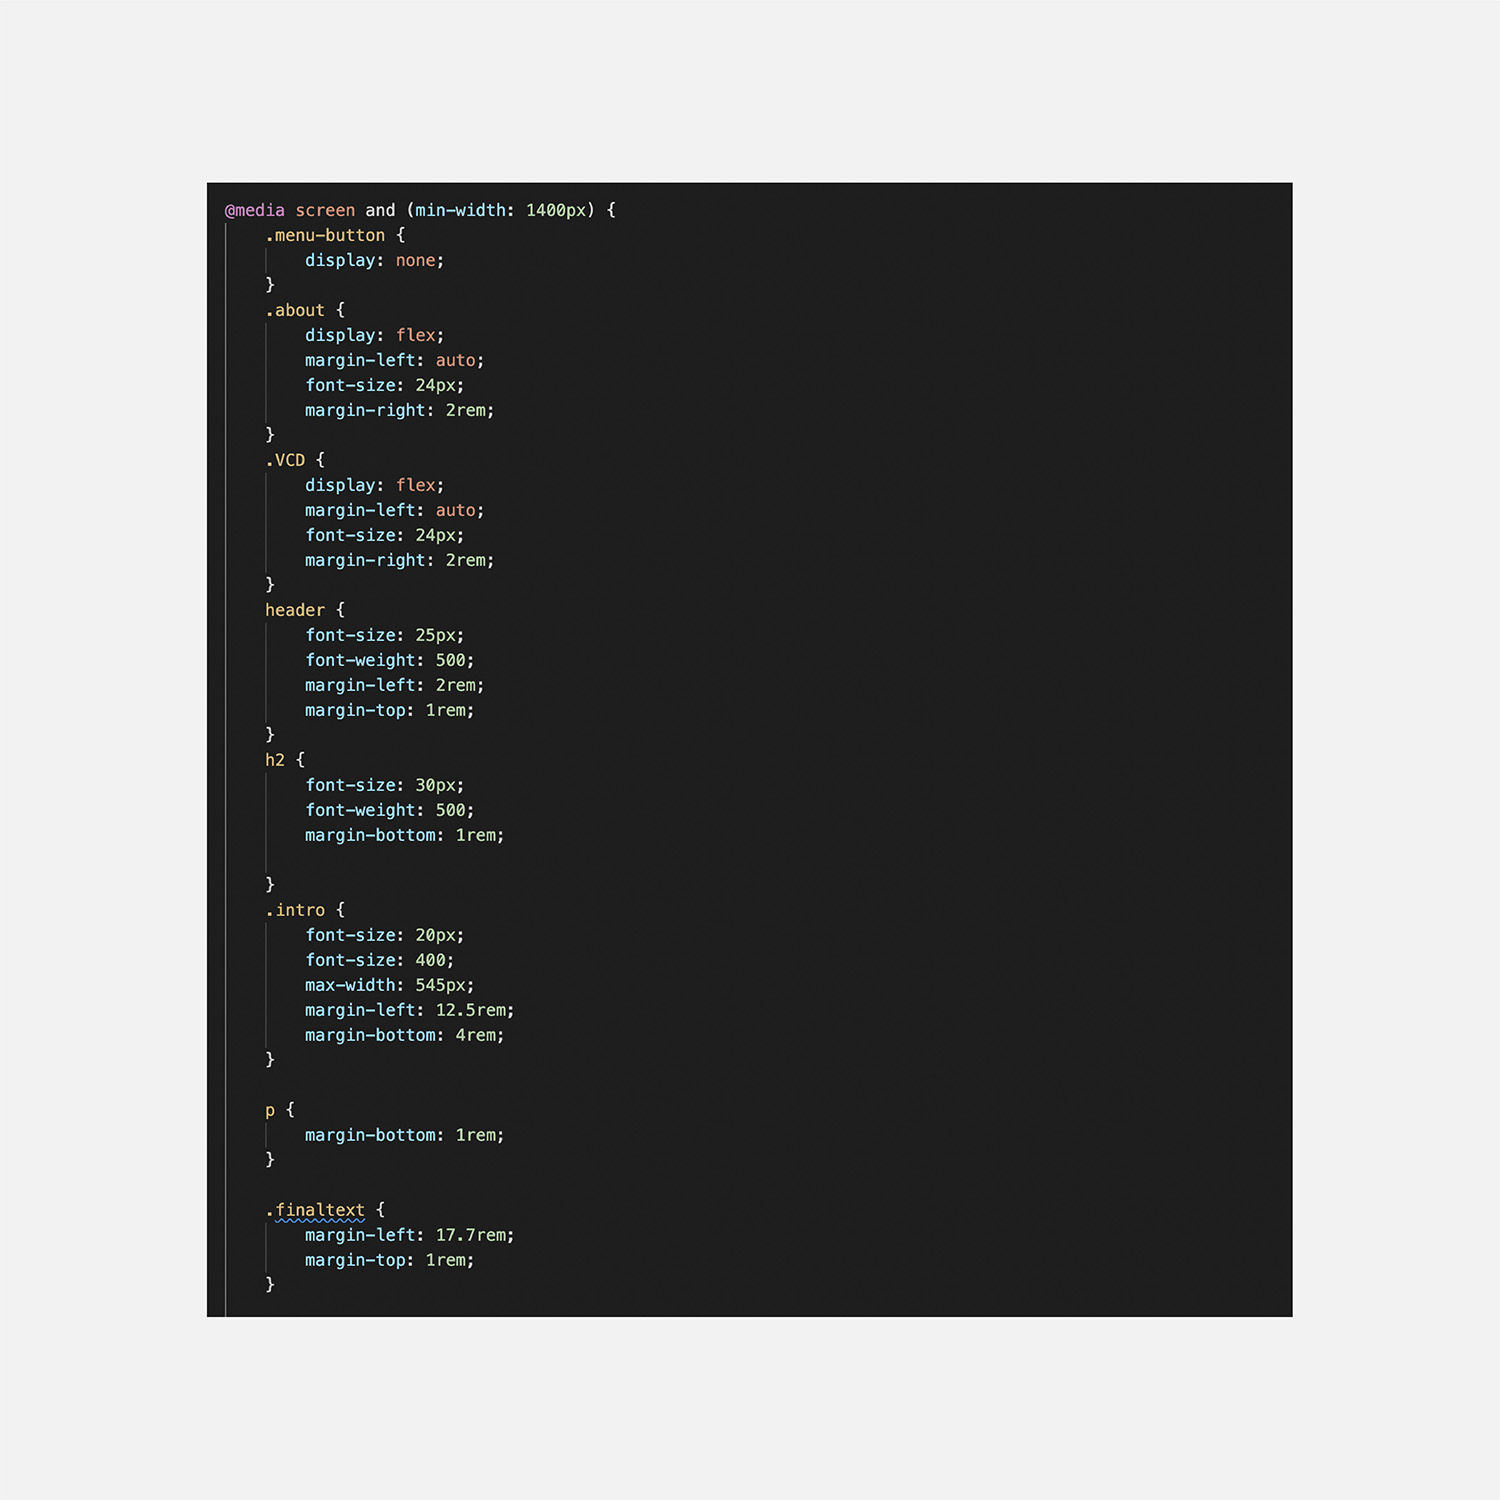 @media screen and (min-width: 1400px) {
    .menu-button {
        display: none;
    }
    .about {
        display: flex;
        margin-left: auto;
        font-size: 24px;
        margin-right: 2rem;
    }
    .VCD {
        display: flex;
        margin-left: auto;
        font-size: 24px;
        margin-right: 2rem;
    }
    header {
        font-size: 25px;
        font-weight: 500;
        margin-left: 2rem;
        margin-top: 1rem;
    }
    h2 {
        font-size: 30px;
        font-weight: 500;
        margin-bottom: 1rem;
    }
    .intro {
        font-size: 20px;
        font-size: 400;
        max-width: 545px;
        margin-left: 12.5rem;
        margin-bottom: 4rem;
    }
    p {
        margin-bottom: 1rem;
    }
    .finaltext {
        margin-left: 17.7rem;
        margin-top: 1rem;
    }